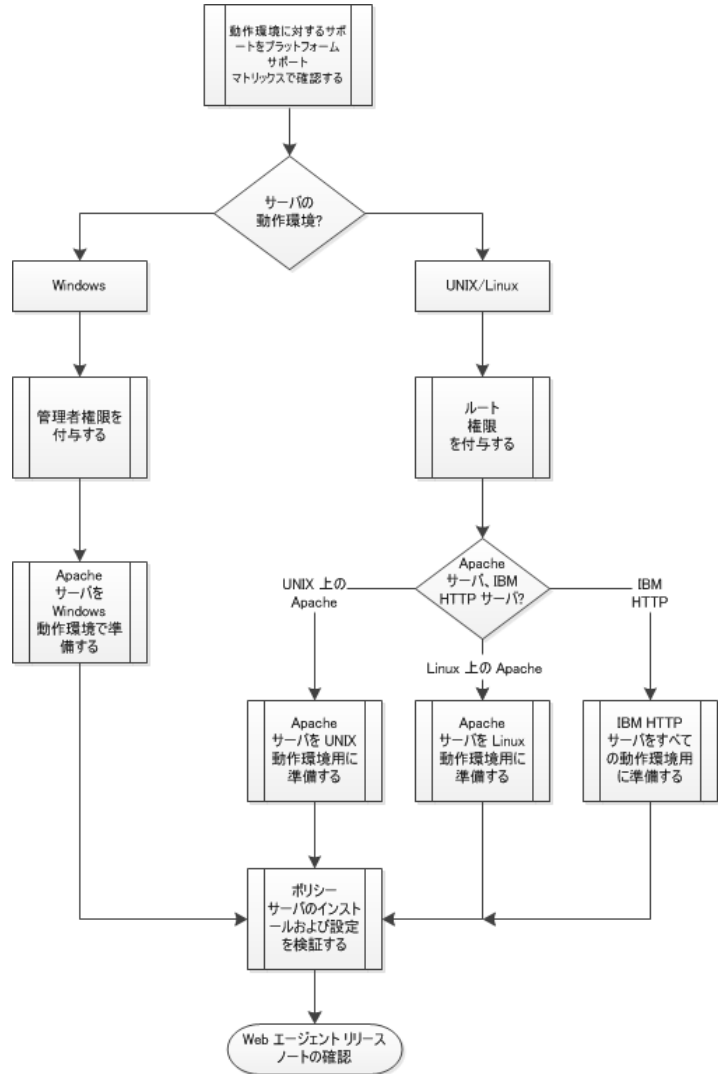 動作環境に対するサポ
ートをプラットフォーム
サポート
マトリックスで確認する
サーバの
動作環境?
Windows
UNIX/Linux
管理者権限を
付与する
ルート
権限
を付与する
Apache
サーバを
Windows
動作環境で準
備する
Apache
サーバ、IBM
HTTP サーバ?
UNIX 上の
Apache
IBM
HTTP
Linux 上の Apache
Apache
サーバを UNIX
動作環境用に
準備する
Apache
サーバを Linux
動作環境用に
準備する
IBM HTTP
サーバをすべて
の動作環境用
に準備する
ポリシー
サーバのインスト
ールおよび設定
を検証する
Web エージェント リリース
ノートの確認